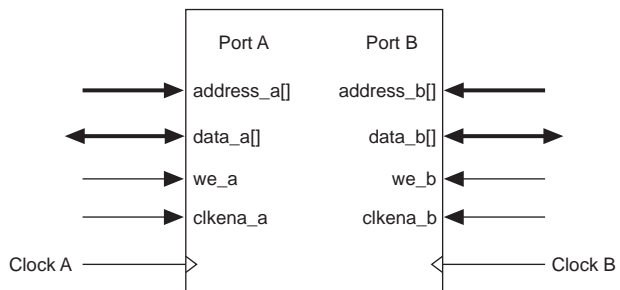 Port A Port B
address_a[] address_b[]
data_a[] data_b[]
we_a we_b
clkena_a clkena_b
Clock A Clock B